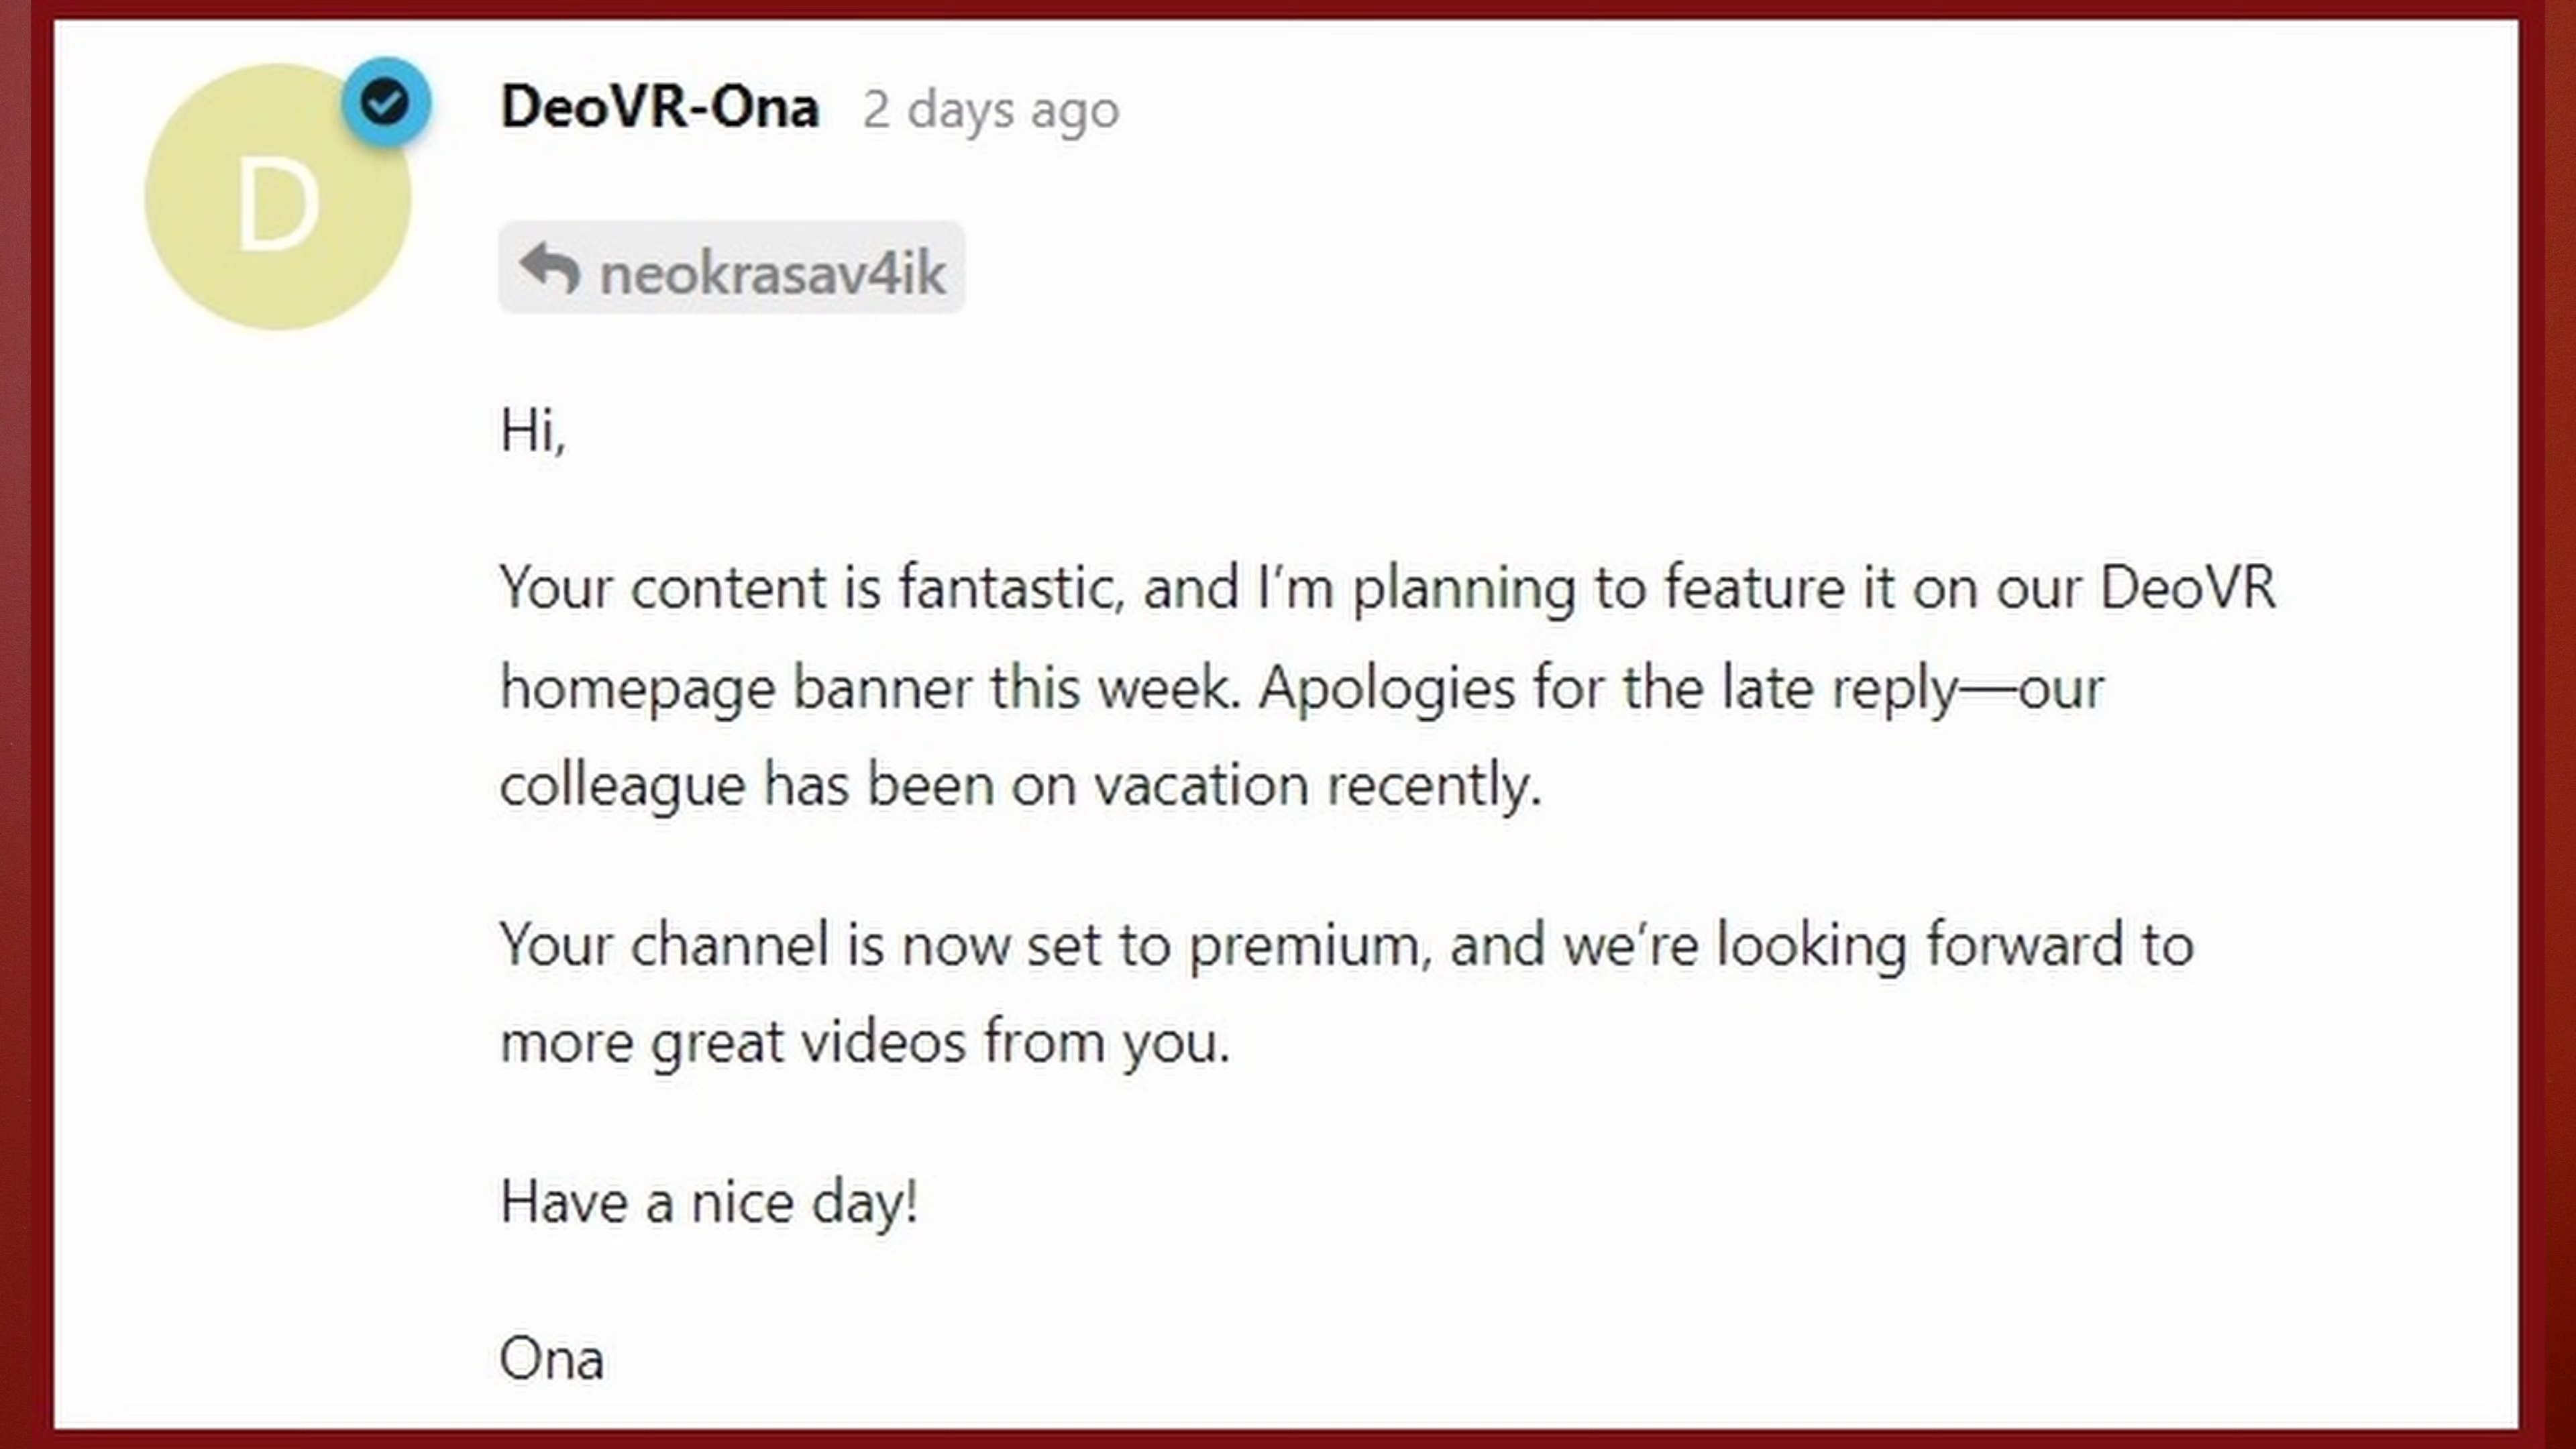 D
DeoVR-Ona 2 days ago
neokrasav4ik
Hi,
Your content is fantastic, and I’m planning to feature it on our DeoVR
homepage banner this week. Apologies for the late reply—our
colleague has been on vacation recently.
Your channel is now set to premium, and we’re looking forward to
more great videos from you.
Have a nice day!
Ona